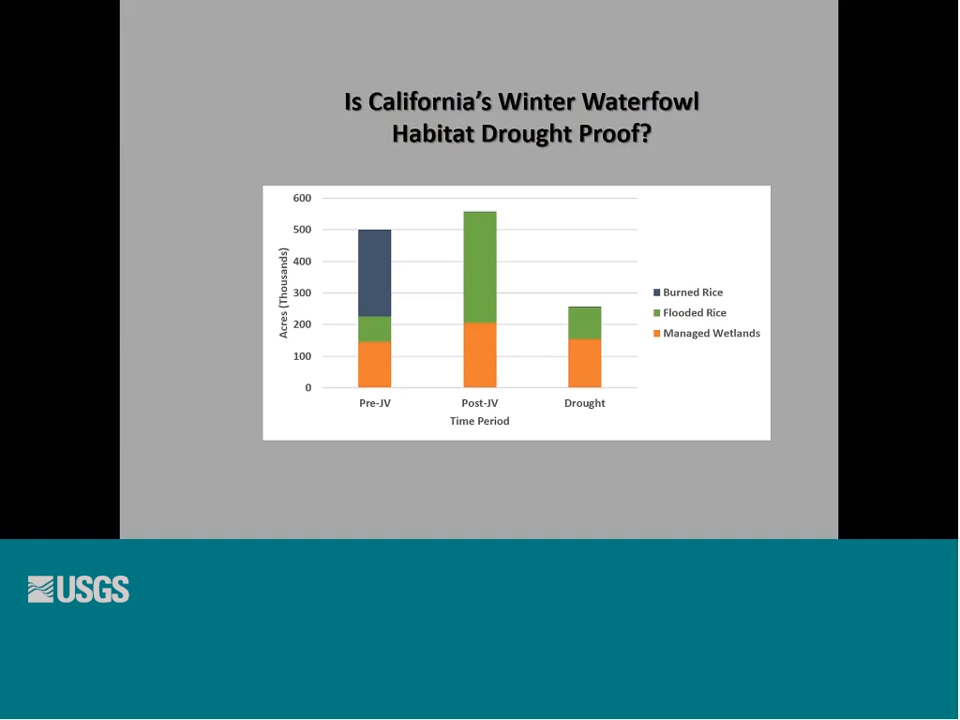 Is California's Winter Waterfowl
Habitat Drought Proof?
600
500
400
300
200
100
0
Acres (Thousands)
Pre-JV
Post-JV
Drought
Time Period
Burned Rice
Flooded Rice
Managed Wetlands
USGS